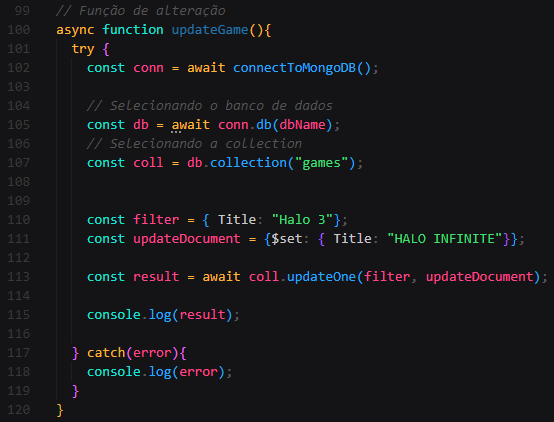 99 // Função de alteração
100 async function updateGame(){
101 try {
102 const conn = await connectToMongoDB();
103
104 // Selecionando o banco de dados
105 const db = await conn.db(dbName);
106 // Selecionando a collection
107 const coll = db.collection("games");
108
109
110 const filter = { Title: "Halo 3"};
111 const updateDocument = {$set: { Title: "HALO INFINITE"}};
112
113 const result = await coll.updateOne(filter, updateDocument);
114
115 console.log(result);
116
117 } catch(error){
118 console.log(error);
119 }
120 }